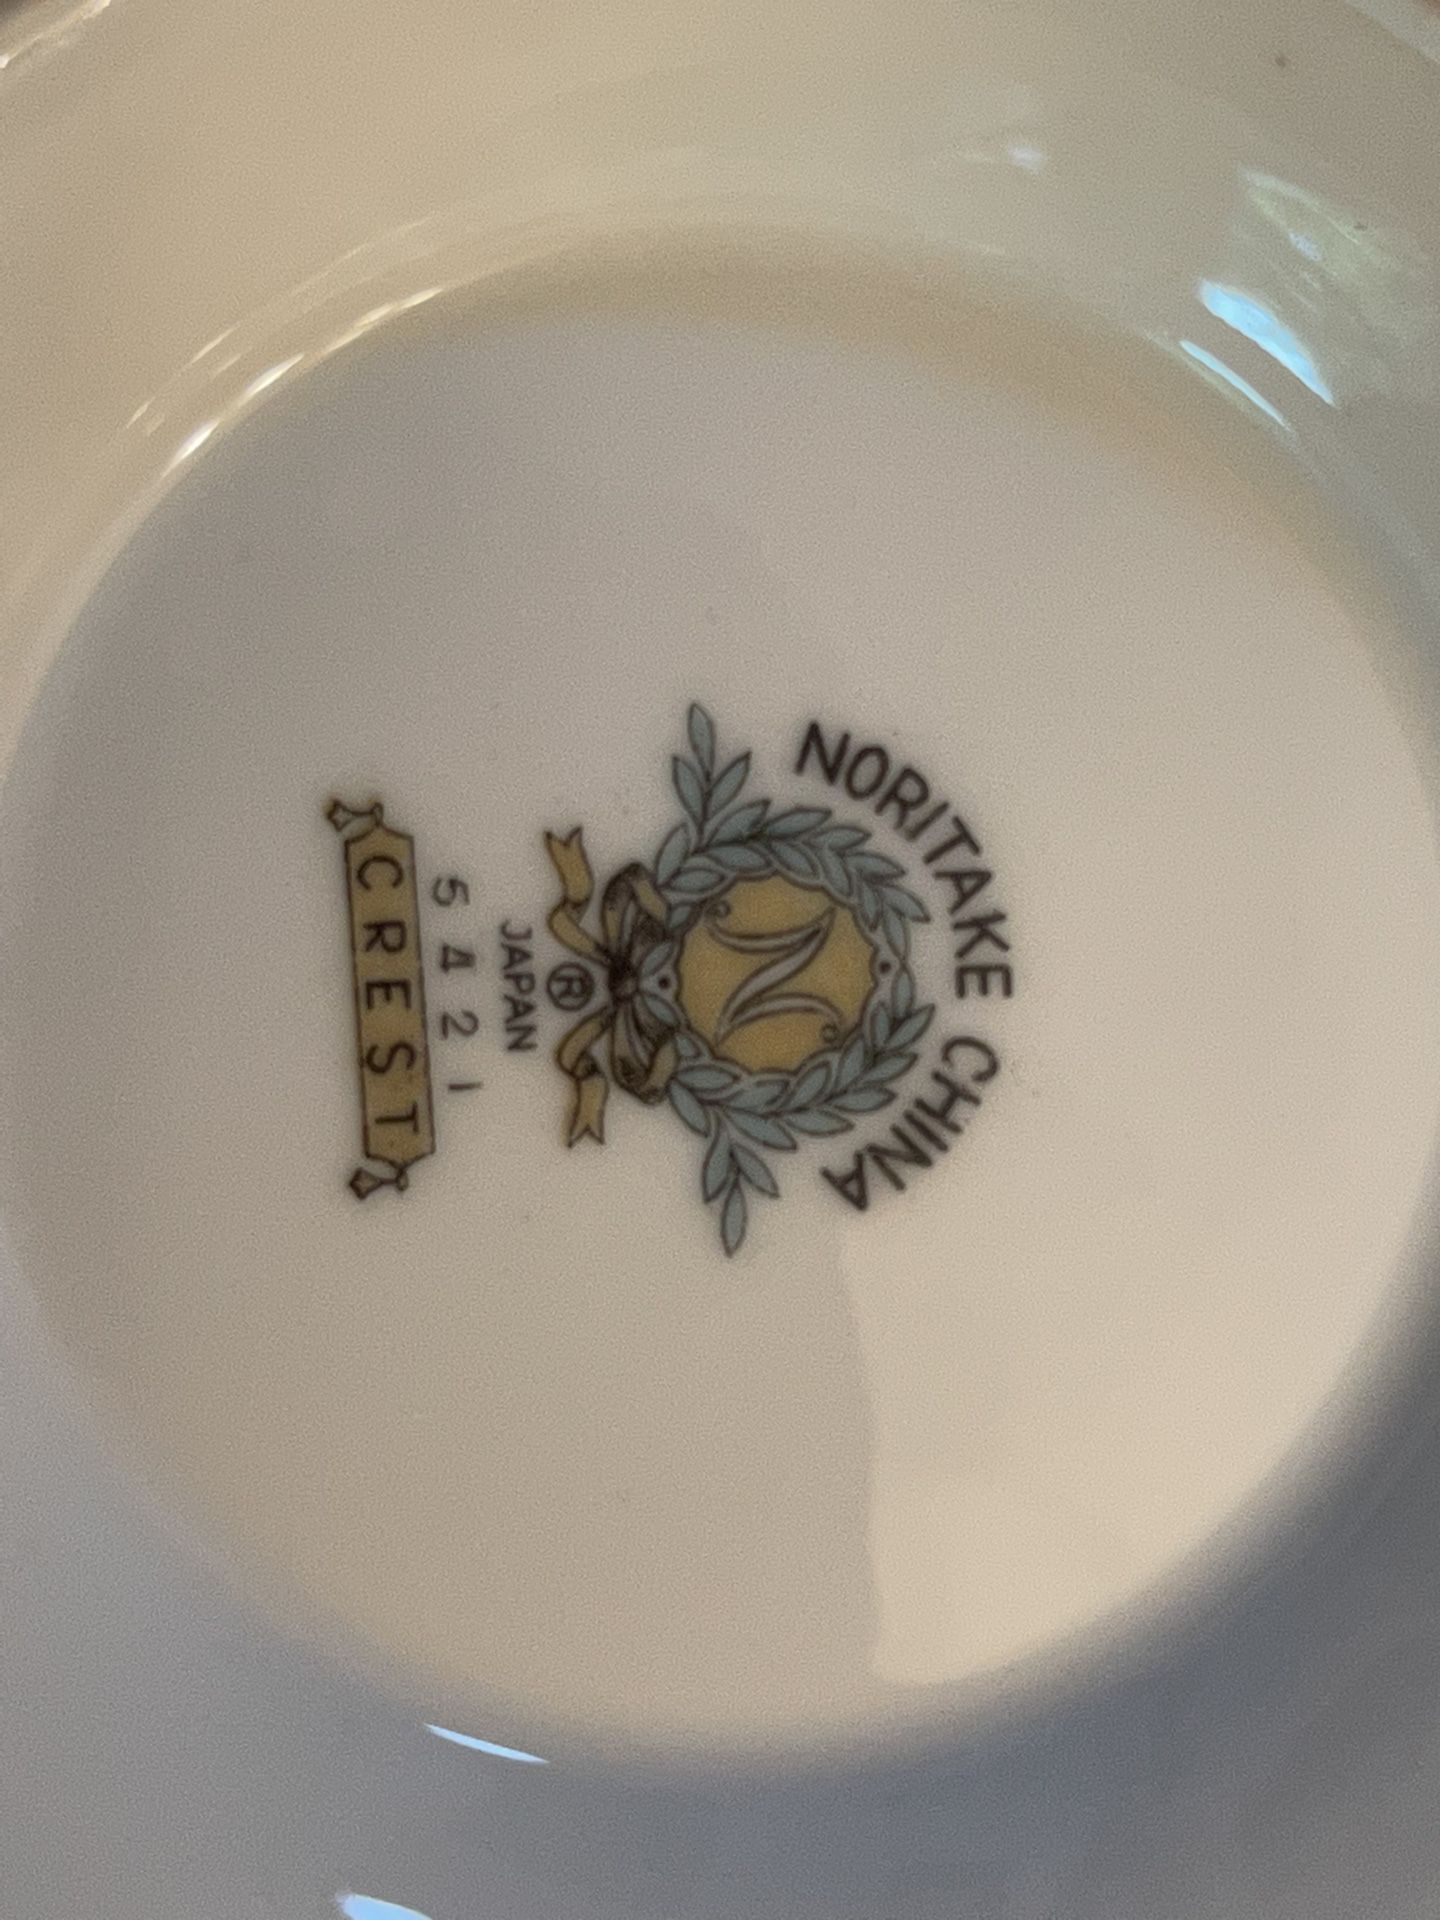 NORITAKE CHINA
N
®
JAPAN
5421
CREST